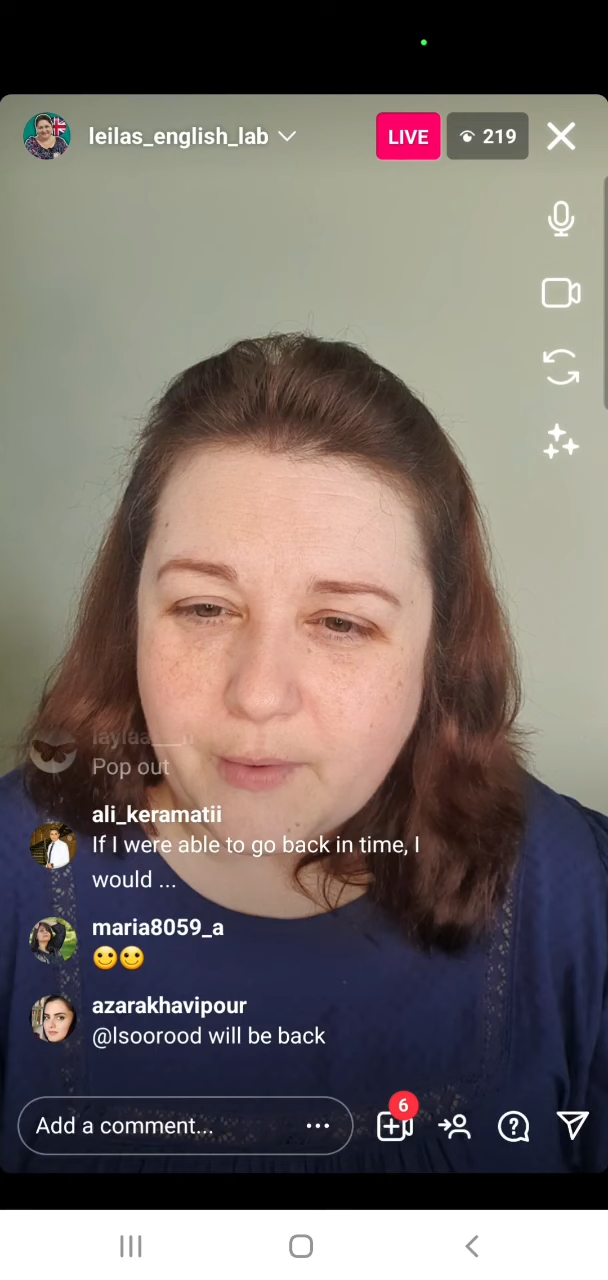 leilas_english_lab
LIVE
219
Pop out
ali_keramatii
If I were able to go back in time, I
would ...
maria8059_a
🙂🙂
azarakhavipour
@lsoorood will be back
Add a comment...
6